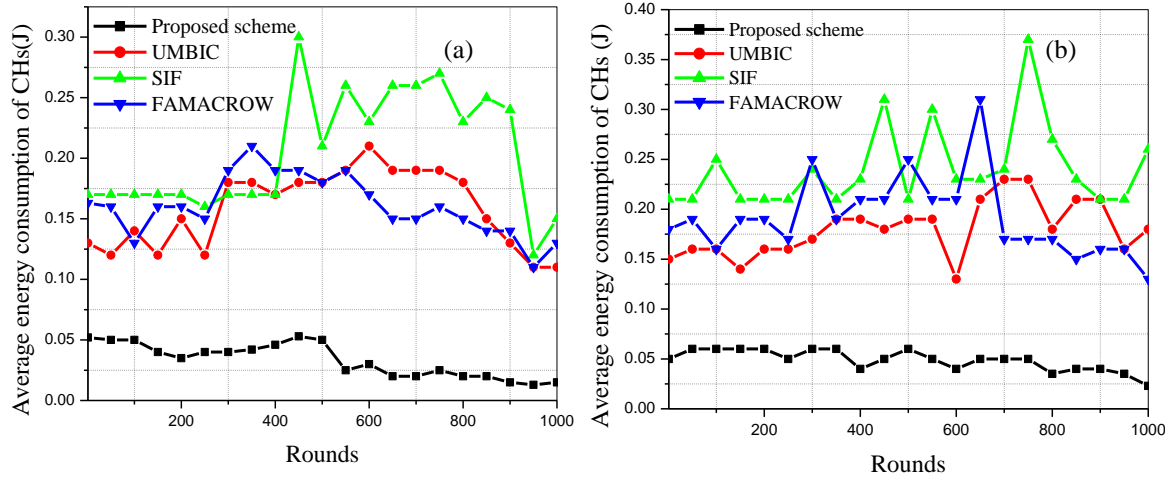 Average energy consumption of CHs(J)
0.30
0.25
0.20
0.15
0.10
0.05
0.00
Proposed scheme
UMBIC
SIF
FAMACROW
(a)
200 400 600 800 1000
Rounds
Average energy consumption of CHs (J)
0.40
0.35
0.30
0.25
0.20
0.15
0.10
0.05
0.00
Proposed scheme
UMBIC
SIF
FAMACROW
(b)
200 400 600 800 1000
Rounds